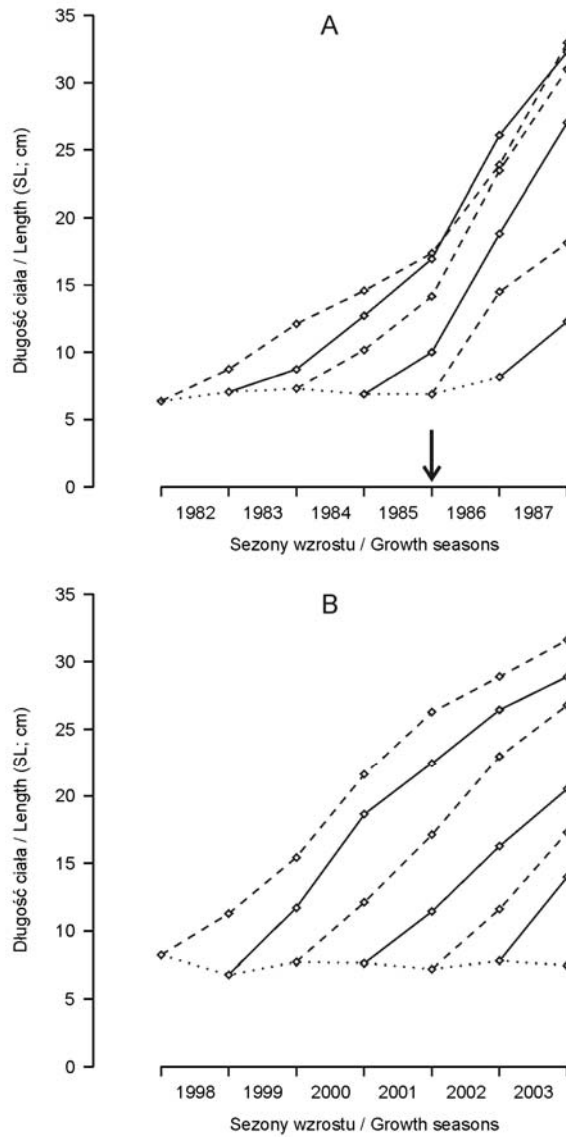 A
35
30
25
20
15
10
5
0
Długość ciała / Length (SL; cm)
1982 1983 1984 1985 1986 1987
Sezony wzrostu / Growth seasons
B
35
30
25
20
15
10
5
0
Długość ciała / Length (SL; cm)
1998 1999 2000 2001 2002 2003
Sezony wzrostu / Growth seasons